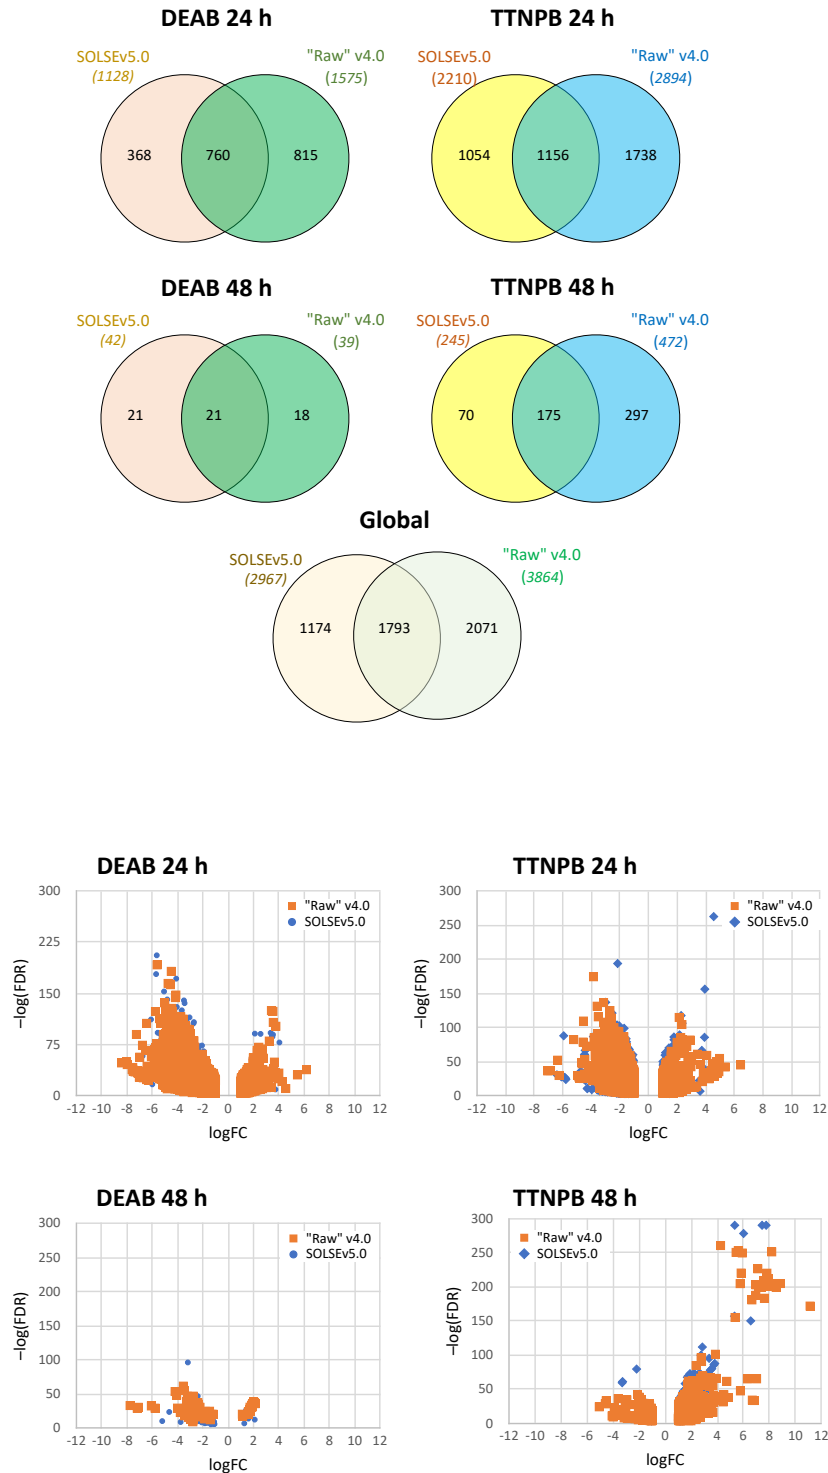 DEAB 24 h
TTNPB 24 h
SOLSEv5.0
(1128)
"Raw" v4.0
(1575)
SOLSEv5.0
(2210)
"Raw" v4.0
(2894)
368
760
815
1054
1156
1738
DEAB 48 h
TTNPB 48 h
SOLSEv5.0
(42)
"Raw" v4.0
(39)
SOLSEv5.0
(245)
"Raw" v4.0
(472)
21
21
18
70
175
297
Global
SOLSEv5.0
(2967)
"Raw" v4.0
(3864)
1174
1793
2071
DEAB 24 h
300
225
150
75
0
−log(FDR)
"Raw" v4.0
SOLSEv5.0
-12 -10 -8 -6 -4 -2 0 2 4 6 8 10 12
logFC
TTNPB 24 h
300
250
200
150
100
50
0
−log(FDR)
"Raw" v4.0
SOLSEv5.0
-12 -10 -8 -6 -4 -2 0 2 4 6 8 10 12
logFC
DEAB 48 h
300
250
200
150
100
50
0
−log(FDR)
"Raw" v4.0
SOLSEv5.0
-12 -10 -8 -6 -4 -2 0 2 4 6 8 10 12
logFC
TTNPB 48 h
300
250
200
150
100
50
0
−log(FDR)
"Raw" v4.0
SOLSEv5.0
-12 -10 -8 -6 -4 -2 0 2 4 6 8 10 12
logFC